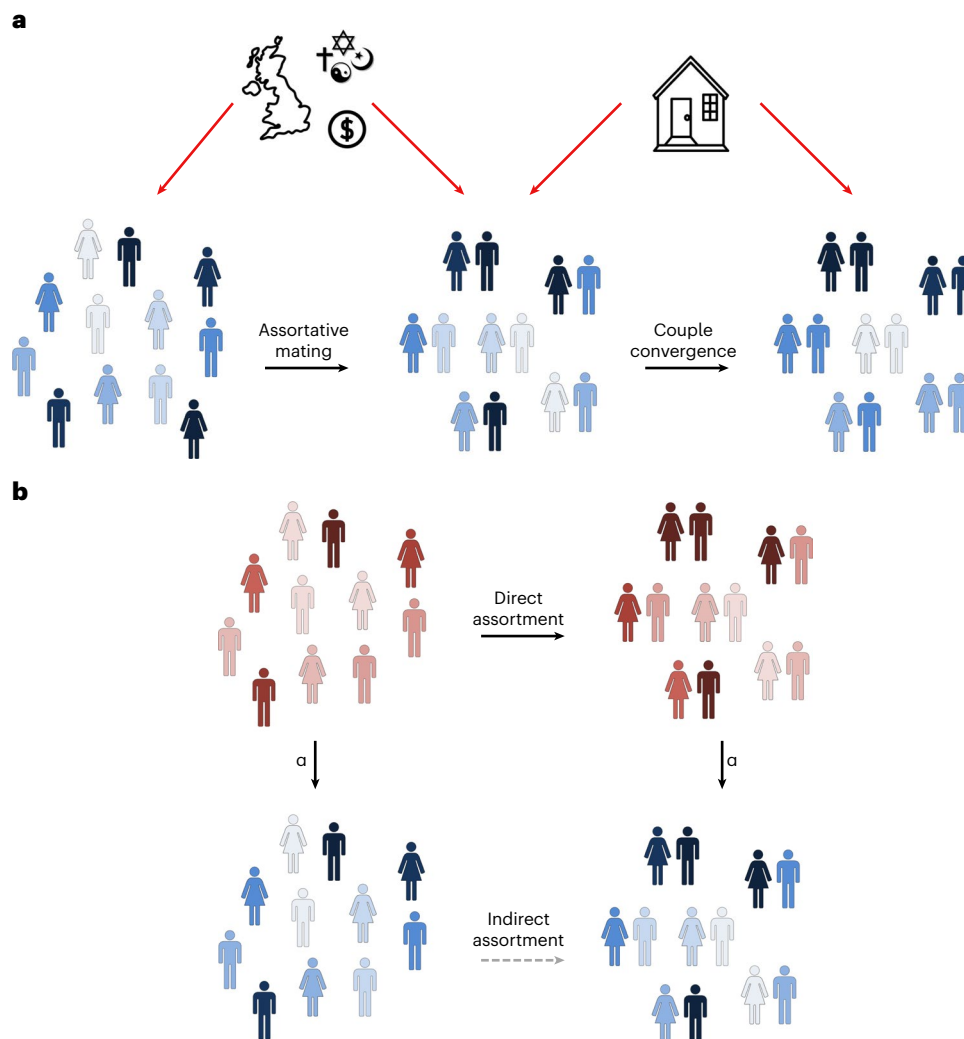 a
$
Assortative
mating
Couple
convergence
b
Direct
assortment
α
α
Indirect
assortment